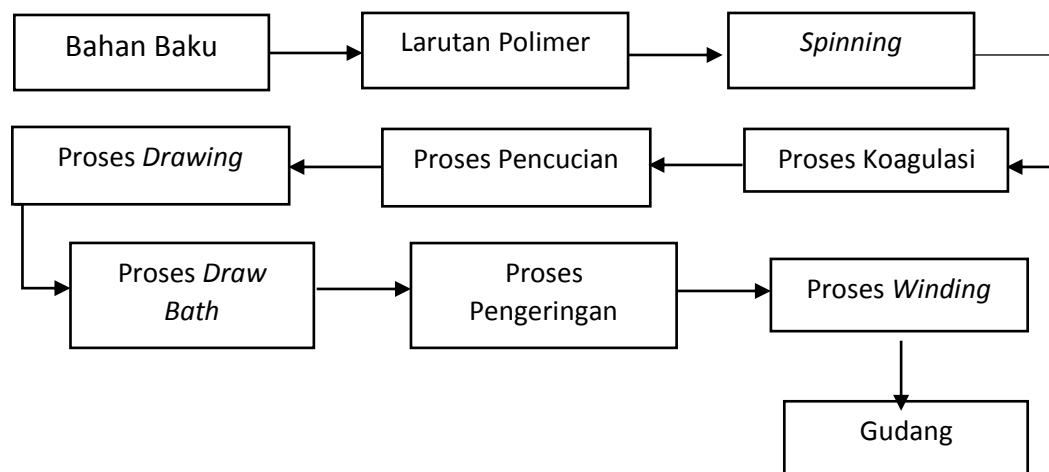 Bahan Baku
Larutan Polimer
Spinning
Proses Koagulasi
Proses Pencucian
Proses Drawing
Proses Draw
Bath
Proses
Pengeringan
Proses Winding
Gudang